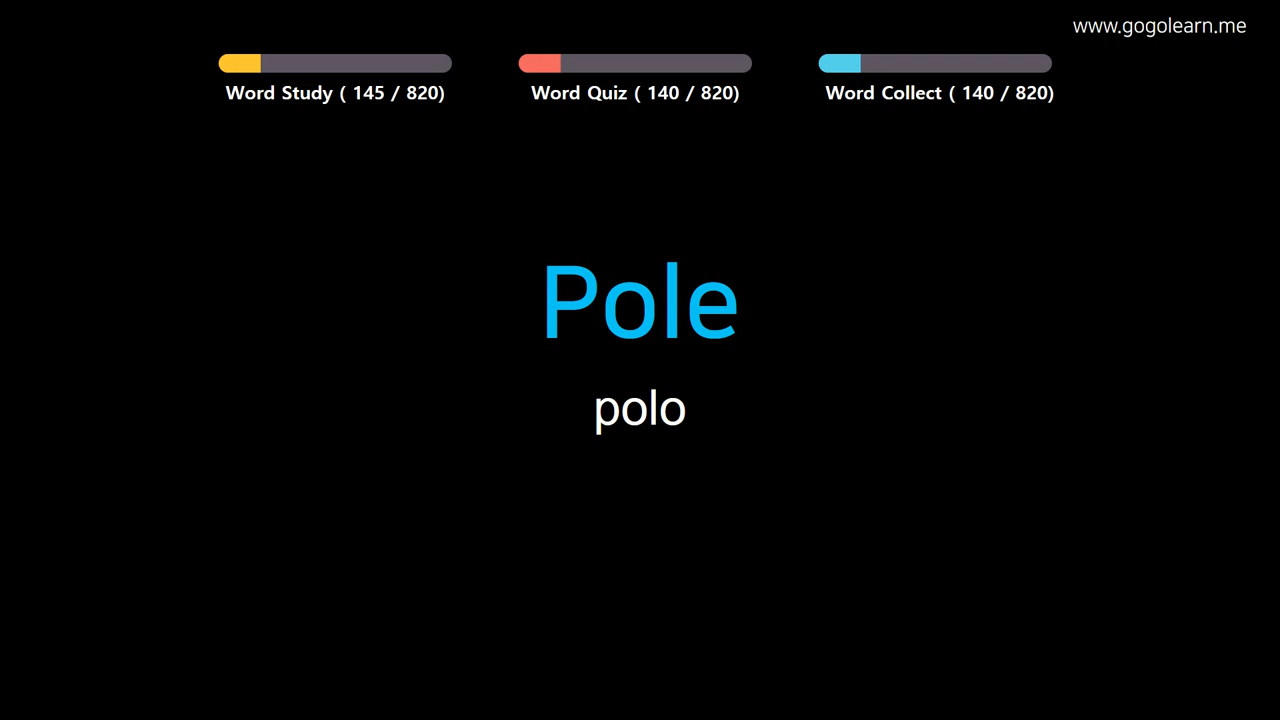 www.gogolearn.me
Word Study ( 145 / 820)
Word Quiz ( 140 / 820)
Word Collect ( 140 / 820)
Pole
polo